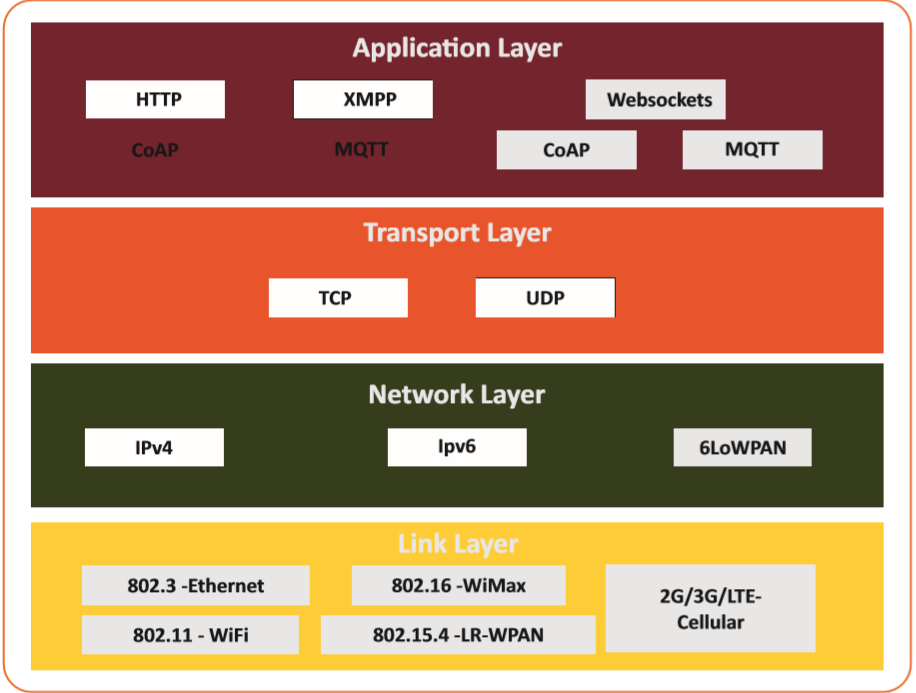 Application Layer
HTTP
XMPP
Websockets
CoAP
MQTT
CoAP
MQTT
Transport Layer
TCP
UDP
Network Layer
IPv4
Ipv6
6LoWPAN
Link Layer
802.3 -Ethernet
802.16 -WiMax
2G/3G/LTE-
Cellular
802.11 - WiFi
802.15.4 -LR-WPAN